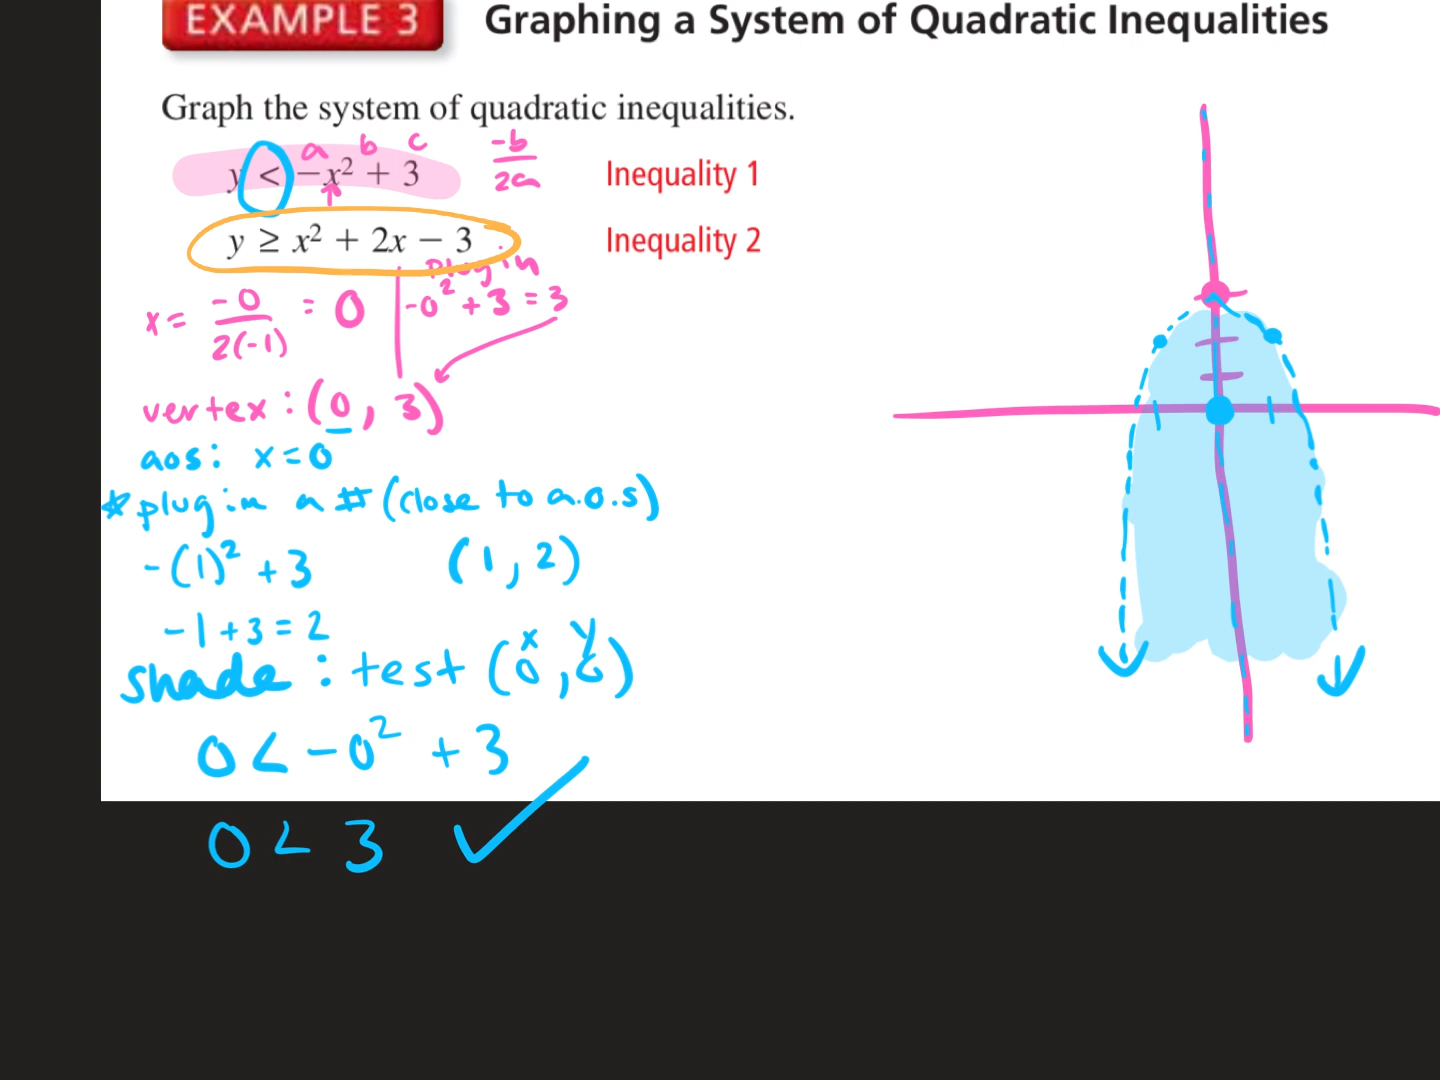 EXAMPLE 3 Graphing a System of Quadratic Inequalities
Graph the system of quadratic inequalities.
a b c -b/2a
y < −x² + 3 Inequality 1
y ≥ x² + 2x − 3 Inequality 2
plug in
x = -0/2(-1) = 0 -0² + 3 = 3
vertex : (0, 3)
aos: x = 0
* plug in a # (close to a.o.s)
-(1)² + 3 (1, 2)
-1 + 3 = 2
x y
shade : test (0, 0)
0 < -0² + 3
0 < 3 ✓